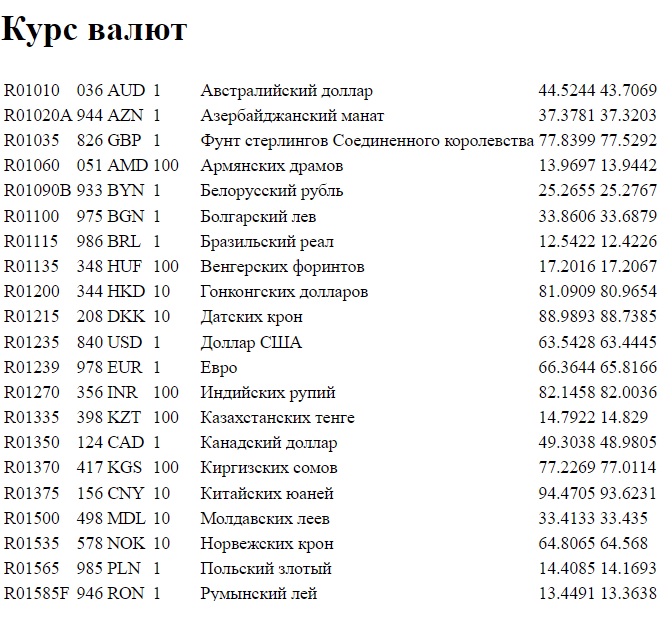 Курс валют
R01010 036 AUD 1 Австралийский доллар 44.5244 43.7069
R01020A 944 AZN 1 Азербайджанский манат 37.3781 37.3203
R01035 826 GBP 1 Фунт стерлингов Соединенного королевства 77.8399 77.5292
R01060 051 AMD 100 Армянских драмов 13.9697 13.9442
R01090B 933 BYN 1 Белорусский рубль 25.2655 25.2767
R01100 975 BGN 1 Болгарский лев 33.8606 33.6879
R01115 986 BRL 1 Бразильский реал 12.5422 12.4226
R01135 348 HUF 100 Венгерских форинтов 17.2016 17.2067
R01200 344 HKD 10 Гонконгских долларов 81.0909 80.9654
R01215 208 DKK 10 Датских крон 88.9893 88.7385
R01235 840 USD 1 Доллар США 63.5428 63.4445
R01239 978 EUR 1 Евро 66.3644 65.8166
R01270 356 INR 100 Индийских рупий 82.1458 82.0036
R01335 398 KZT 100 Казахстанских тенге 14.7922 14.829
R01350 124 CAD 1 Канадский доллар 49.3038 48.9805
R01370 417 KGS 100 Киргизских сомов 77.2269 77.0114
R01375 156 CNY 10 Китайских юаней 94.4705 93.6231
R01500 498 MDL 10 Молдавских леев 33.4133 33.435
R01535 578 NOK 10 Норвежских крон 64.8065 64.568
R01565 985 PLN 1 Польский злотый 14.4085 14.1693
R01585F 946 RON 1 Румынский лей 13.4491 13.3638